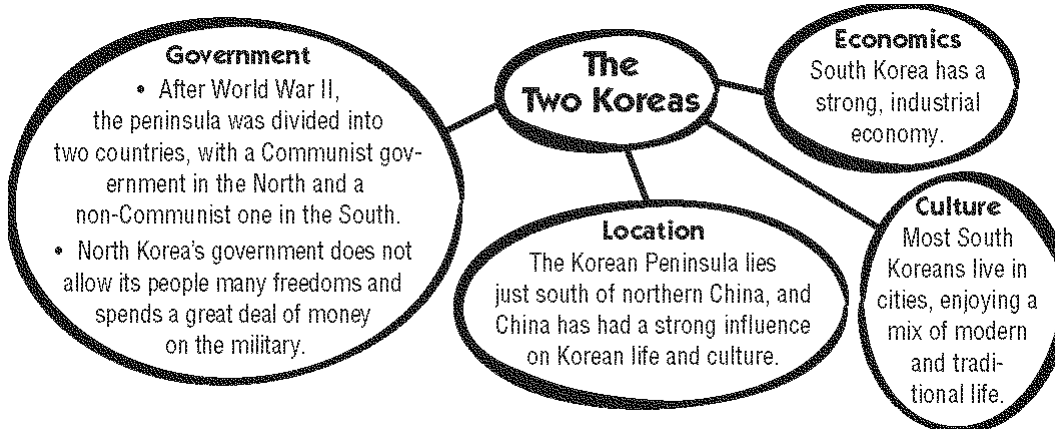 The
Two Koreas
Government
• After World War II,
the peninsula was divided into
two countries, with a Communist gov-
ernment in the North and a
non-Communist one in the South.
• North Korea's government does not
allow its people many freedoms and
spends a great deal of money
on the military.
Location
The Korean Peninsula lies
just south of northern China, and
China has had a strong influence
on Korean life and culture.
Economics
South Korea has a
strong, industrial
economy.
Culture
Most South
Koreans live in
cities, enjoying a
mix of modern
and tradi-
tional life.